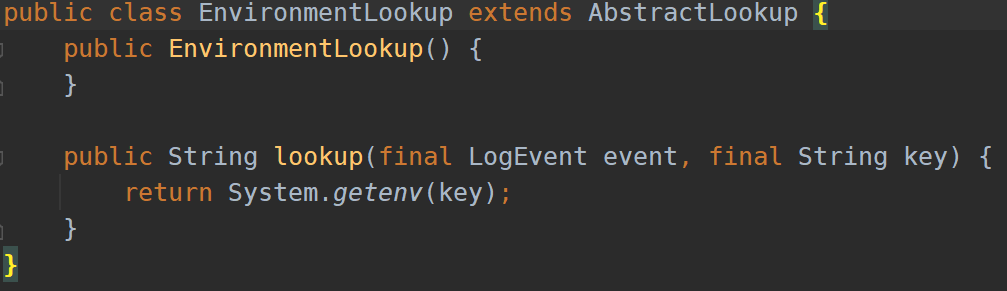 public class EnvironmentLookup extends AbstractLookup {
    public EnvironmentLookup() {
    }

    public String lookup(final LogEvent event, final String key) {
        return System.getenv(key);
    }
}